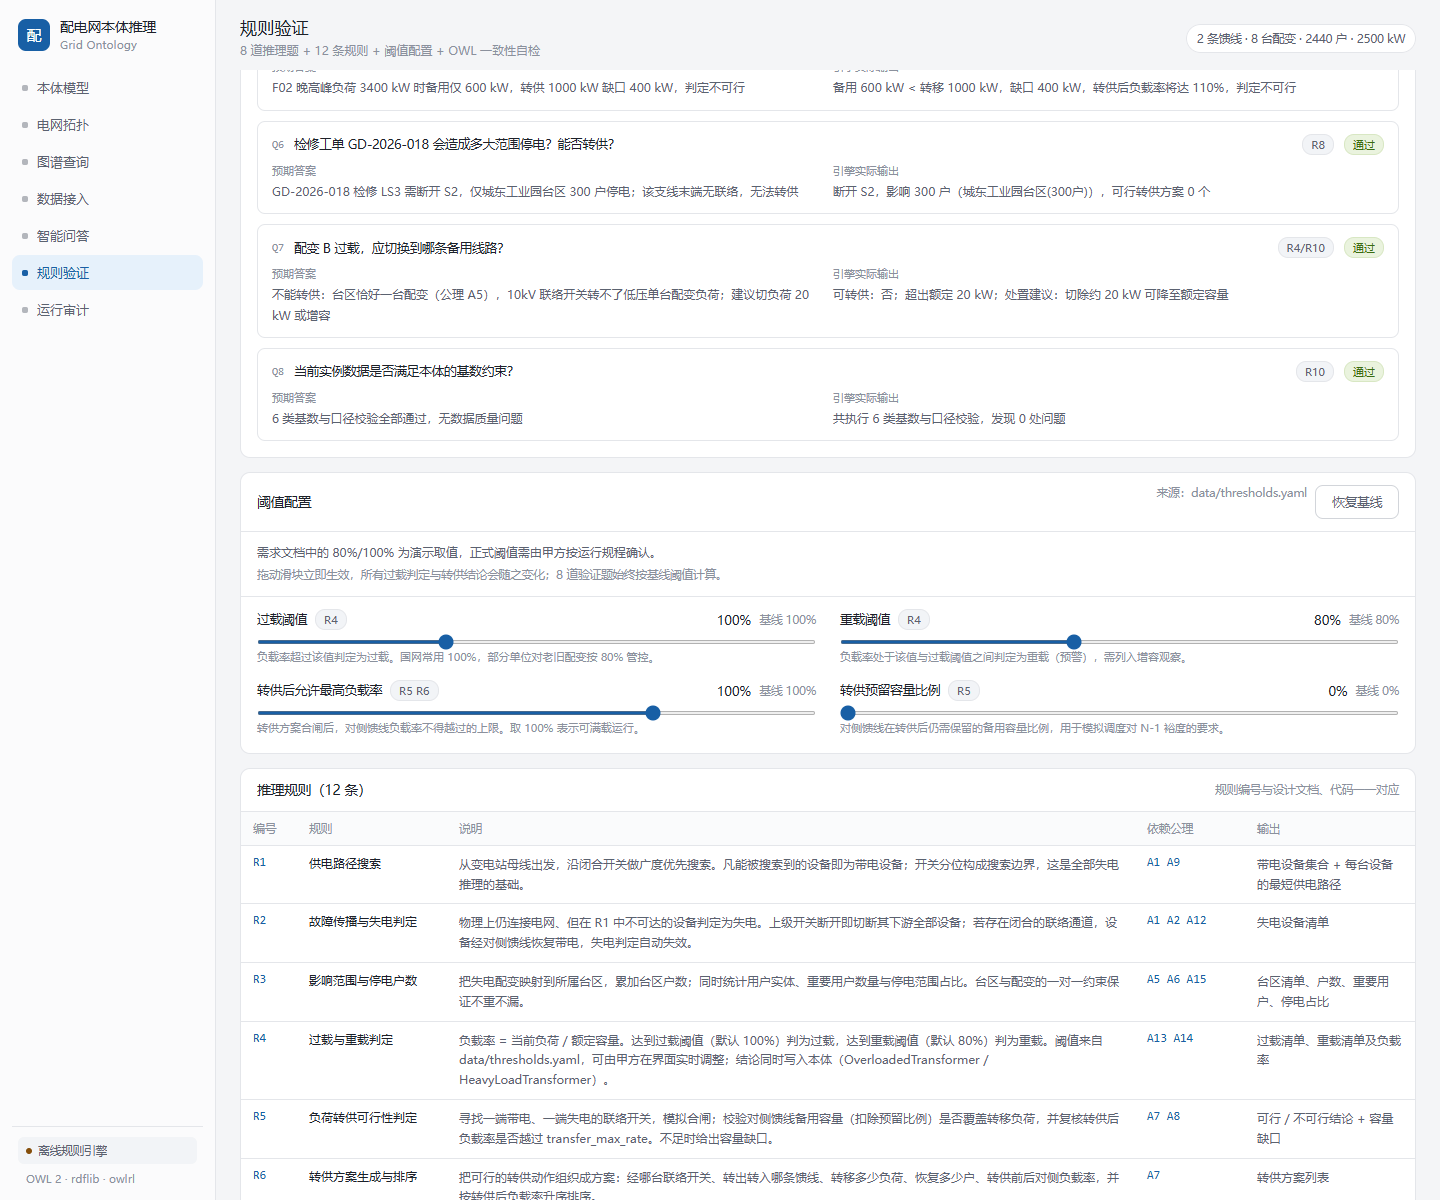 配
配电网本体推理
Grid Ontology
本体模型
电网拓扑
图谱查询
数据接入
智能问答
规则验证
运行审计
离线规则引擎
OWL 2 · rdflib · owlrl
规则验证
8 道推理题 + 12 条规则 + 阈值配置 + OWL 一致性自检
2 条馈线 · 8 台配变 · 2440 户 · 2500 kW
F02 晚高峰负荷 3400 kW 时备用仅 600 kW，转供 1000 kW 缺口 400 kW，判定不可行
备用 600 kW < 转移 1000 kW，缺口 400 kW，转供后负载率将达 110%，判定不可行
Q6 检修工单 GD-2026-018 会造成多大范围停电？能否转供？
R8 通过
预期答案
GD-2026-018 检修 LS3 需断开 S2，仅城东工业园台区 300 户停电；该支线末端无联络，无法转供
引擎实际输出
断开 S2，影响 300 户（城东工业园台区(300户)），可行转供方案 0 个
Q7 配变 B 过载，应切换到哪条备用线路？
R4/R10 通过
预期答案
不能转供：台区恰好一台配变（公理 A5），10kV 联络开关转不了低压单台配变负荷；建议切负荷 20
kW 或增容
引擎实际输出
可转供：否；超出额定 20 kW；处置建议：切除约 20 kW 可降至额定容量
Q8 当前实例数据是否满足本体的基数约束？
R10 通过
预期答案
6 类基数与口径校验全部通过，无数据质量问题
引擎实际输出
共执行 6 类基数与口径校验，发现 0 处问题
阈值配置
来源：data/thresholds.yaml
恢复基线
需求文档中的 80%/100% 为演示取值，正式阈值需由甲方按运行规程确认。
拖动滑块立即生效，所有过载判定与转供结论会随之变化；8 道验证题始终按基线阈值计算。
过载阈值 R4 100% 基线 100%
负载率超过该值判定为过载。国网常用 100%，部分单位对老旧配变按 80% 管控。
重载阈值 R4 80% 基线 80%
负载率处于该值与过载阈值之间判定为重载（预警），需列入增容观察。
转供后允许最高负载率 R5 R6 100% 基线 100%
转供方案合闸后，对侧馈线负载率不得越过的上限。取 100% 表示可满载运行。
转供预留容量比例 R5 0% 基线 0%
对侧馈线在转供后仍需保留的备用容量比例，用于模拟调度对 N-1 裕度的要求。
推理规则（12 条）
规则编号与设计文档、代码一一对应
编号 规则 说明 依赖公理 输出
R1 供电路径搜索
从变电站母线出发，沿闭合开关做广度优先搜索。凡能被搜索到的设备即为带电设备；开关分位构成搜索边界，这是全部失电
推理的基础。
A1 A9
带电设备集合 + 每台设备
的最短供电路径
R2 故障传播与失电判定
物理上仍连接电网、但在 R1 中不可达的设备判定为失电。上级开关断开即切断其下游全部设备；若存在闭合的联络通道，设
备经对侧馈线恢复带电，失电判定自动失效。
A1 A2 A12
失电设备清单
R3 影响范围与停电户数
把失电配变映射到所属台区，累加台区户数；同时统计用户实体、重要用户数量与停电范围占比。台区与配变的一对一约束保
证不重不漏。
A5 A6 A15
台区清单、户数、重要用
户、停电占比
R4 过载与重载判定
负载率 = 当前负荷 / 额定容量。达到过载阈值（默认 100%）判为过载，达到重载阈值（默认 80%）判为重载。阈值来自
data/thresholds.yaml，可由甲方在界面实时调整；结论同时写入本体（OverloadedTransformer /
HeavyLoadTransformer）。
A13 A14
过载清单、重载清单及负载
率
R5 负荷转供可行性判定
寻找一端带电、一端失电的联络开关，模拟合闸；校验对侧馈线备用容量（扣除预留比例）是否覆盖转移负荷，并复核转供后
负载率是否越过 transfer_max_rate。不足时给出容量缺口。
A7 A8
可行 / 不可行结论 + 容量
缺口
R6 转供方案生成与排序
把可行的转供动作组织成方案：经哪台联络开关、转出转入哪条馈线、转移多少负荷、恢复多少户、转供前后对侧负载率，并
按转供后负载率升序排序。
A7
转供方案列表